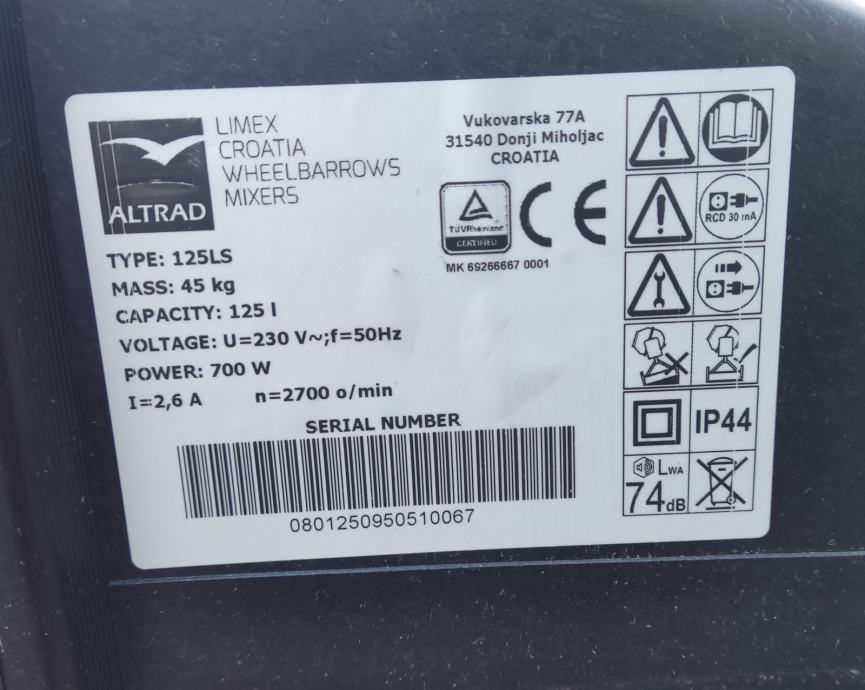 LIMEX
CROATIA
WHEELBARROWS
MIXERS
ALTRAD
Vukovarska 77A
31540 Donji Miholjac
CROATIA
TÜVRheinland
CERTIFIED
CE
MK 69266667 0001
TYPE: 125LS
MASS: 45 kg
CAPACITY: 125 l
VOLTAGE: U=230 V~;f=50Hz
POWER: 700 W
I=2,6 A n=2700 o/min
SERIAL NUMBER
0801250950510067
RCD 30 mA
IP44
LWA
74dB